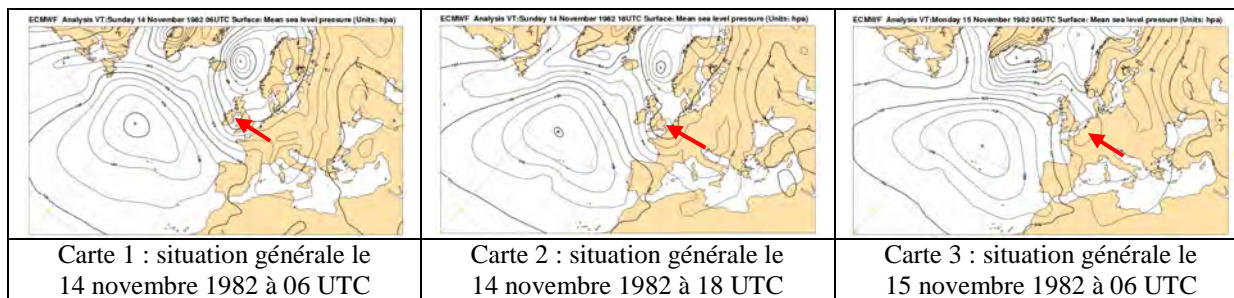 ECMWF Analysis VT:Sunday 14 November 1982 06UTC Surface: Mean sea level pressure (Units: hpa)
ECMWF Analysis VT:Sunday 14 November 1982 18UTC Surface: Mean sea level pressure (Units: hpa)
ECMWF Analysis VT:Monday 15 November 1982 06UTC Surface: Mean sea level pressure (Units: hpa)
Carte 1 : situation générale le
14 novembre 1982 à 06 UTC
Carte 2 : situation générale le
14 novembre 1982 à 18 UTC
Carte 3 : situation générale le
15 novembre 1982 à 06 UTC